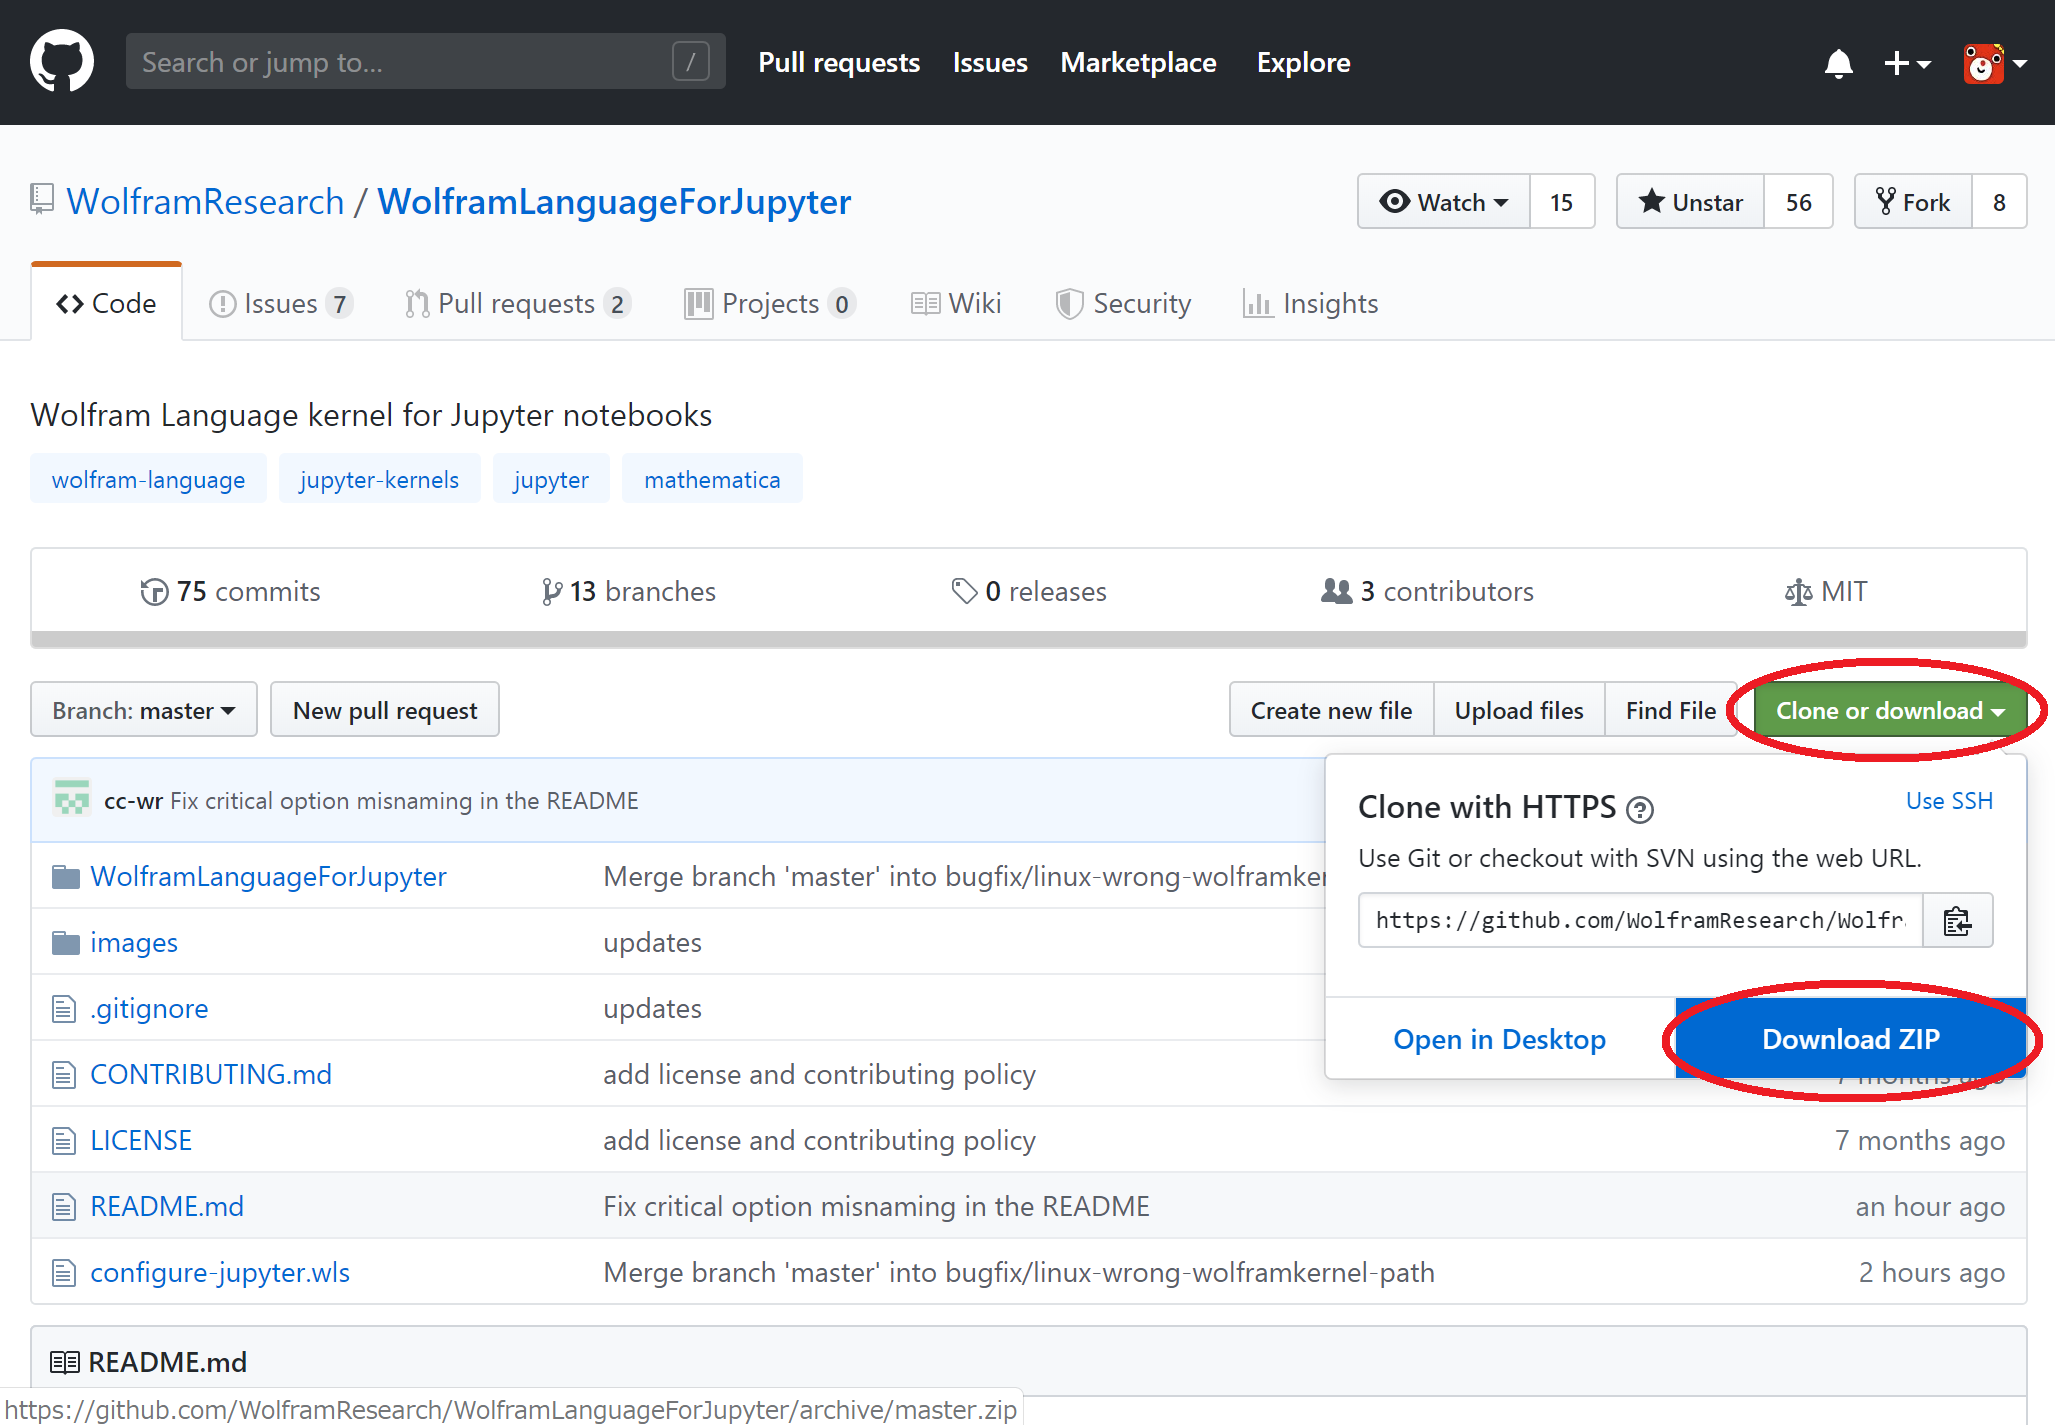 Search or jump to... / Pull requests Issues Marketplace Explore
WolframResearch / WolframLanguageForJupyter Watch 15 Unstar 56 Fork 8
Code Issues 7 Pull requests 2 Projects 0 Wiki Security Insights
Wolfram Language kernel for Jupyter notebooks
wolfram-language jupyter-kernels jupyter mathematica
75 commits 13 branches 0 releases 3 contributors MIT
Branch: master New pull request Create new file Upload files Find File Clone or download
cc-wr Fix critical option misnaming in the README
Clone with HTTPS ? Use SSH
Use Git or checkout with SVN using the web URL.
https://github.com/WolframResearch/Wolfr
Open in Desktop Download ZIP
WolframLanguageForJupyter Merge branch 'master' into bugfix/linux-wrong-wolframker
images updates
.gitignore updates
CONTRIBUTING.md add license and contributing policy 7 months ago
LICENSE add license and contributing policy 7 months ago
README.md Fix critical option misnaming in the README an hour ago
configure-jupyter.wls Merge branch 'master' into bugfix/linux-wrong-wolframkernel-path 2 hours ago
README.md
https://github.com/WolframResearch/WolframLanguageForJupyter/archive/master.zip